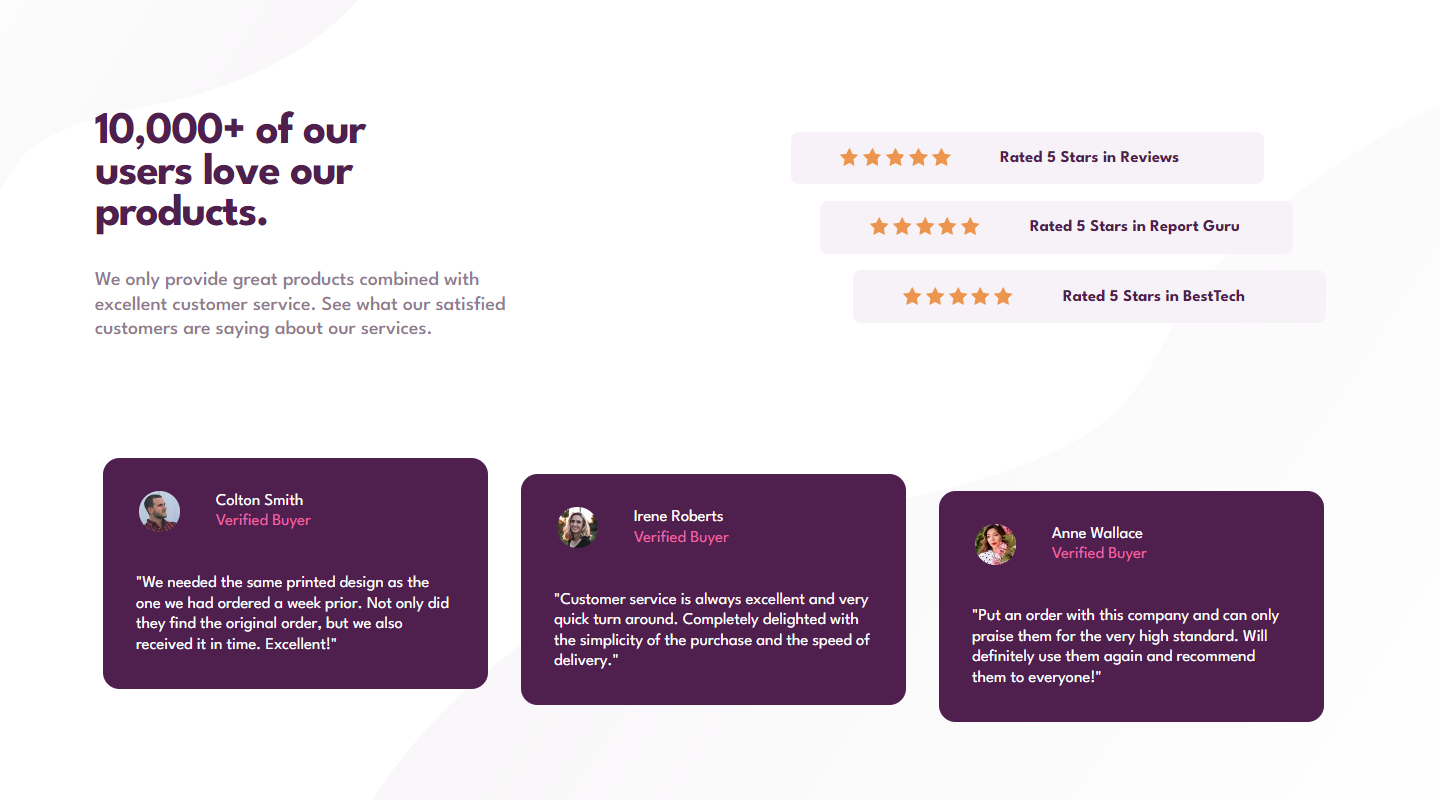 10,000+ of our
users love our
products.
We only provide great products combined with
excellent customer service. See what our satisfied
customers are saying about our services.
Rated 5 Stars in Reviews
Rated 5 Stars in Report Guru
Rated 5 Stars in BestTech
Colton Smith
Verified Buyer
"We needed the same printed design as the
one we had ordered a week prior. Not only did
they find the original order, but we also
received it in time. Excellent!"
Irene Roberts
Verified Buyer
"Customer service is always excellent and very
quick turn around. Completely delighted with
the simplicity of the purchase and the speed of
delivery."
Anne Wallace
Verified Buyer
"Put an order with this company and can only
praise them for the very high standard. Will
definitely use them again and recommend
them to everyone!"